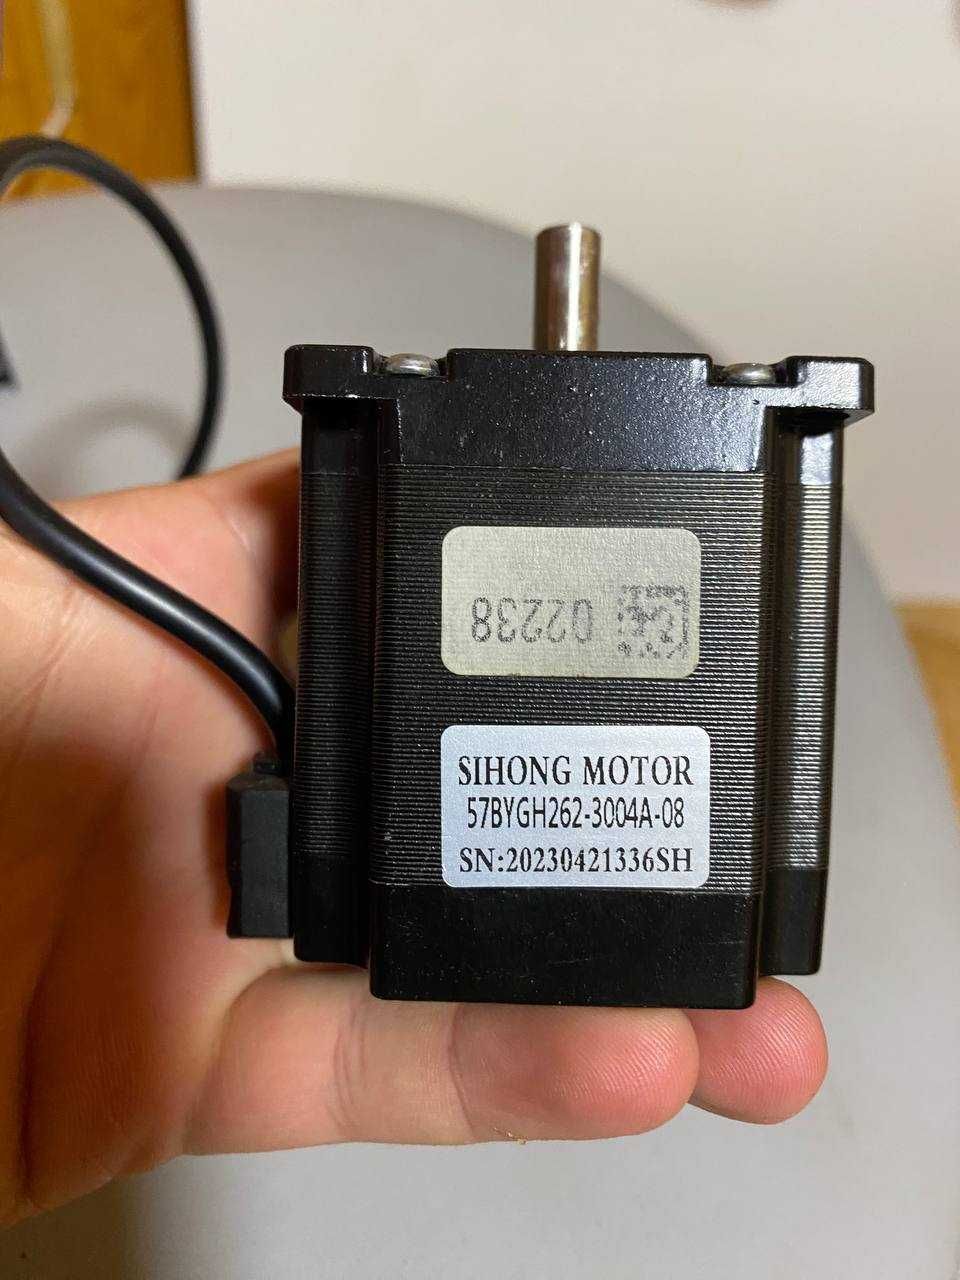 02238
SIHONG MOTOR
57BYGH262-3004A-08
SN:20230421336SH